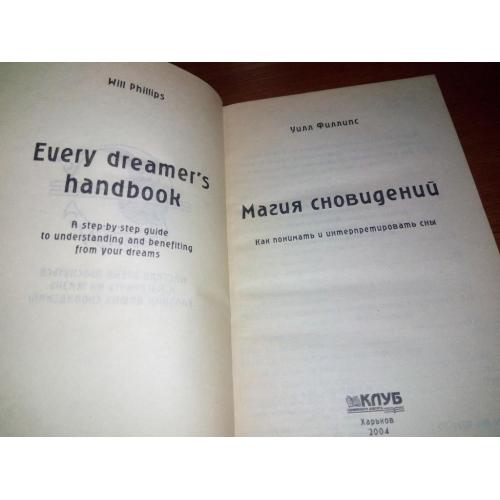 Will Phillips
Every dreamer's
handbook
A step by step guide
to understanding and benefiting
from your dreams
Уилл Филлипс
Магия сновидений
Как понимать и интерпретировать сны
КЛУБ
Харьков
2004